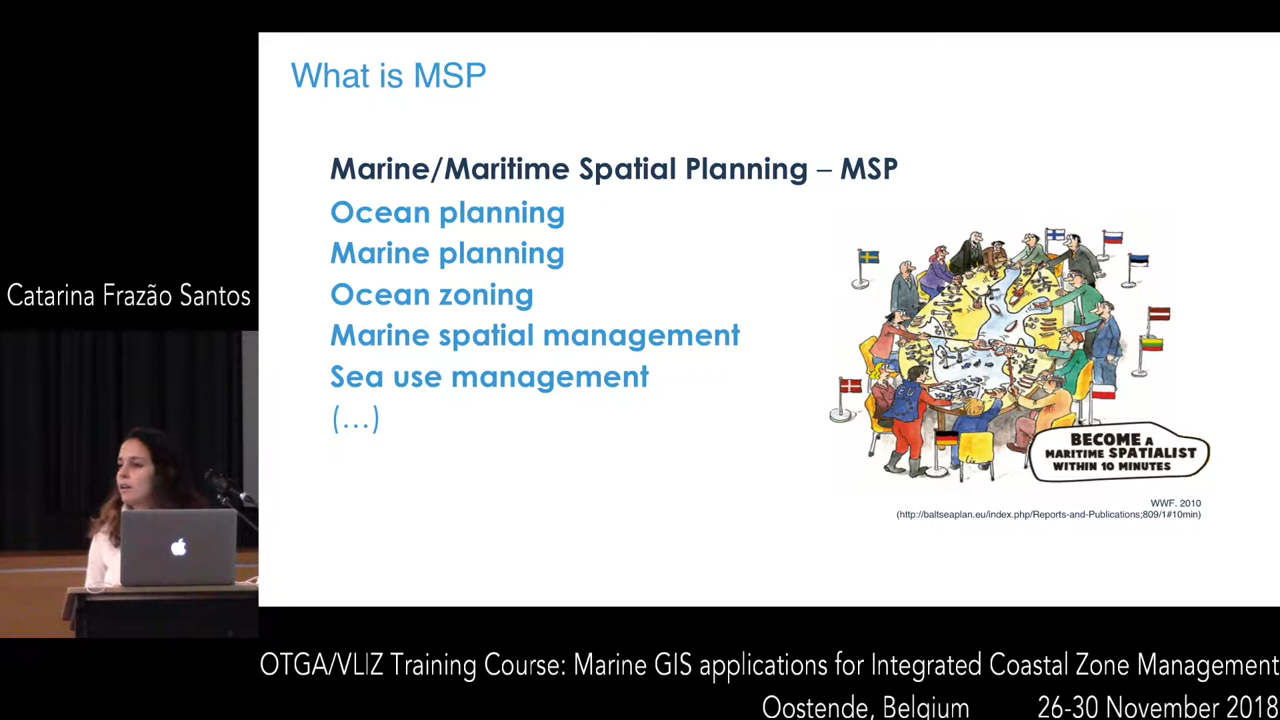 What is MSP
Marine/Maritime Spatial Planning – MSP
Ocean planning
Marine planning
Ocean zoning
Marine spatial management
Sea use management
(...)
EU
BECOME A
MARITIME SPATIALIST
WITHIN 10 MINUTES
WWF. 2010
(http://baltseaplan.eu/index.php/Reports-and-Publications;809/1#10min)
Catarina Frazão Santos
OTGA/VLIZ Training Course: Marine GIS applications for Integrated Coastal Zone Management
Oostende, Belgium 26-30 November 2018